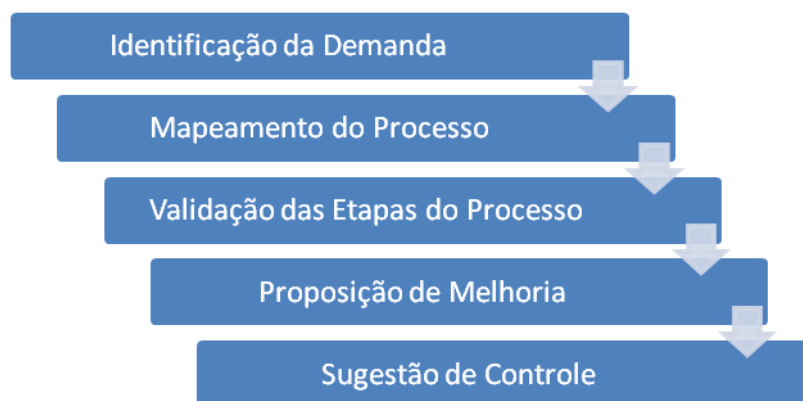 Identificação da Demanda
Mapeamento do Processo
Validação das Etapas do Processo
Proposição de Melhoria
Sugestão de Controle